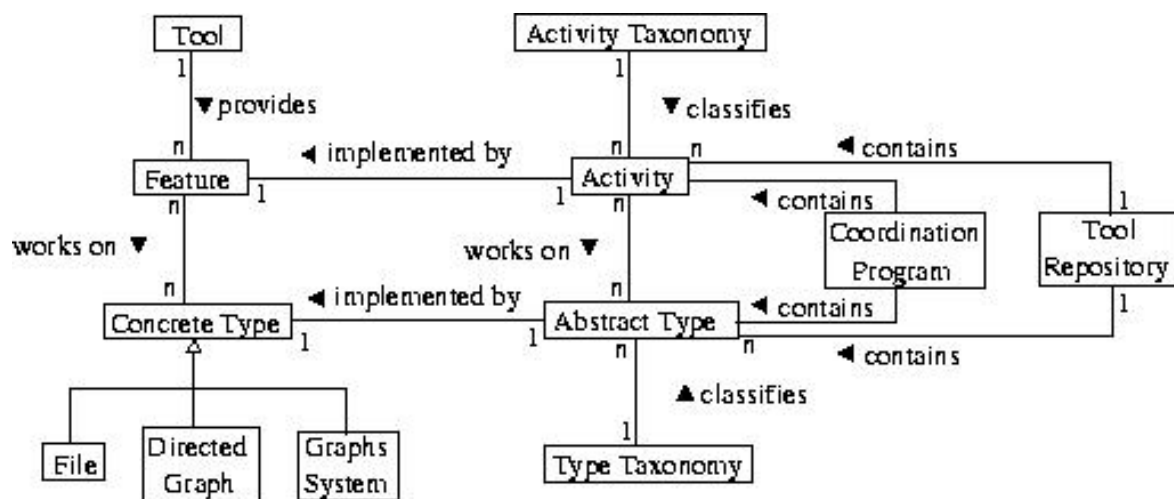 Tool
Activity Taxonomy
1
1
▼ provides
▼ classifies
n
n
n
◄ contains
◄ implemented by
Feature
Activity
1
1
◄ contains
1
n
n
Coordination
Program
Tool
Repository
works on ▼
works on ▼
n
n
◄ implemented by
◄ contains
1
Concrete Type
Abstract Type
1
1
n
n
◄ contains
▲ classifies
File
Directed
Graph
Graphs
System
1
Type Taxonomy